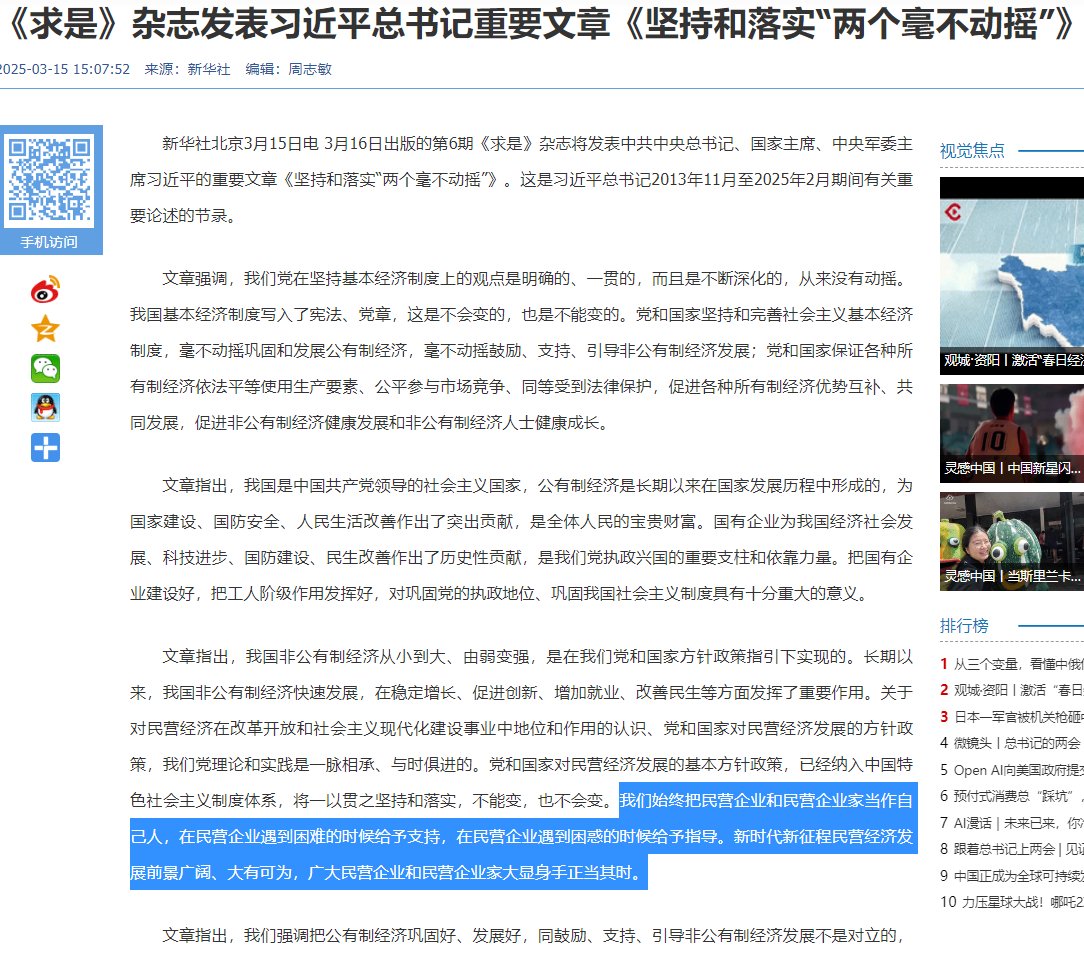 《求是》杂志发表习近平总书记重要文章《坚持和落实“两个毫不动摇”》
2025-03-15 15:07:52 来源：新华社 编辑：周志敏
手机访问
新华社北京3月15日电 3月16日出版的第6期《求是》杂志将发表中共中央总书记、国家主席、中央军委主
席习近平的重要文章《坚持和落实“两个毫不动摇”》。这是习近平总书记2013年11月至2025年2月期间有关重
要论述的节录。
文章强调，我们党在坚持基本经济制度上的观点是明确的、一贯的，而且是不断深化的，从来没有动摇。
我国基本经济制度写入了宪法、党章，这是不会变的，也是不能变的。党和国家坚持和完善社会主义基本经济
制度，毫不动摇巩固和发展公有制经济，毫不动摇鼓励、支持、引导非公有制经济发展；党和国家保证各种所
有制经济依法平等使用生产要素、公平参与市场竞争、同等受到法律保护，促进各种所有制经济优势互补、共
同发展，促进非公有制经济健康发展和非公有制经济人士健康成长。
文章指出，我国是中国共产党领导的社会主义国家，公有制经济是长期以来在国家发展历程中形成的，为
国家建设、国防安全、人民生活改善作出了突出贡献，是全体人民的宝贵财富。国有企业为我国经济社会发
展、科技进步、国防建设、民生改善作出了历史性贡献，是我们党执政兴国的重要支柱和依靠力量。把国有企
业建设好，把工人阶级作用发挥好，对巩固党的执政地位、巩固我国社会主义制度具有十分重大的意义。
文章指出，我国非公有制经济从小到大、由弱变强，是在我们党和国家方针政策指引下实现的。长期以
来，我国非公有制经济快速发展，在稳定增长、促进创新、增加就业、改善民生等方面发挥了重要作用。关于
对民营经济在改革开放和社会主义现代化建设事业中地位和作用的认识、党和国家对民营经济发展的方针政
策，我们党理论和实践是一脉相承、与时俱进的。党和国家对民营经济发展的基本方针政策，已经纳入中国特
色社会主义制度体系，将一以贯之坚持和落实，不能变，也不会变。我们始终把民营企业和民营企业家当作自
己人，在民营企业遇到困难的时候给予支持，在民营企业遇到困惑的时候给予指导。新时代新征程民营经济发
展前景广阔、大有可为，广大民营企业和民营企业家大显身手正当其时。
文章指出，我们强调把公有制经济巩固好、发展好，同鼓励、支持、引导非公有制经济发展不是对立的，
视觉焦点
观城·资阳丨激活“春日经
10
灵感中国丨中国新星闪...
灵感中国丨当斯里兰卡...
排行榜
1 从三个变量，看懂中俄
2 观城·资阳丨激活“春日
3 日本一军官被机关枪砸
4 微镜头丨总书记的两会
5 Open AI向美国政府提
6 预付式消费总“踩坑”，
7 AI漫话｜未来已来，你
8 跟着总书记上两会 | 见
9 中国正成为全球可持续
10 力压星球大战！哪吒2